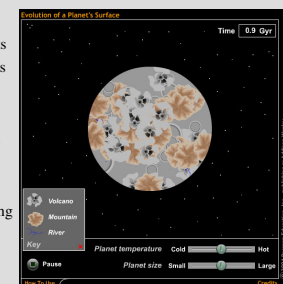 Evolution of a Planet's Surface
Time 0.9 Gyr
Volcano
Mountain
River
Key
Planet temperature Cold Hot
Pause
Planet size Small Large
How To Use
Credits